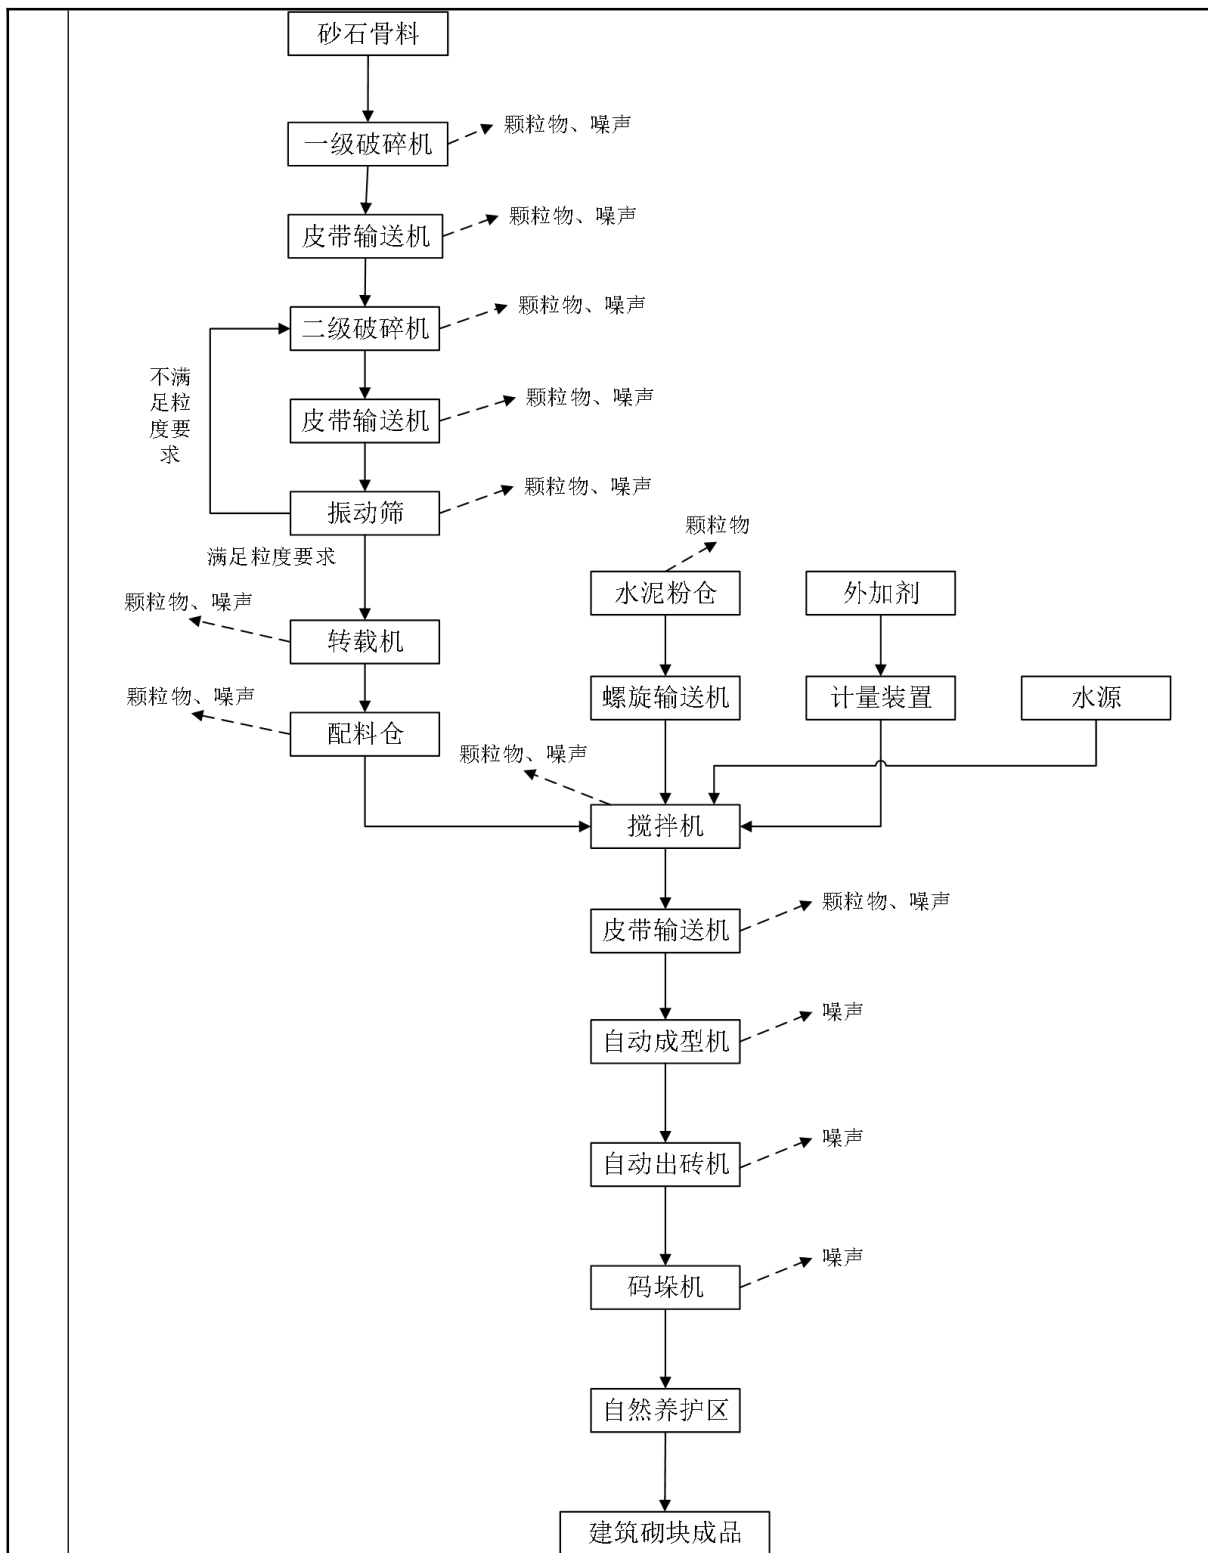 砂石骨料
颗粒物、噪声
一级破碎机
颗粒物、噪声
皮带输送机
颗粒物、噪声
二级破碎机
不满
足粒
度要
求
颗粒物、噪声
皮带输送机
颗粒物、噪声
振动筛
颗粒物
满足粒度要求
水泥粉仓
外加剂
颗粒物、噪声
转载机
颗粒物、噪声
螺旋输送机
计量装置
水源
配料仓
颗粒物、噪声
搅拌机
颗粒物、噪声
皮带输送机
噪声
自动成型机
噪声
自动出砖机
噪声
码垛机
自然养护区
建筑砌块成品